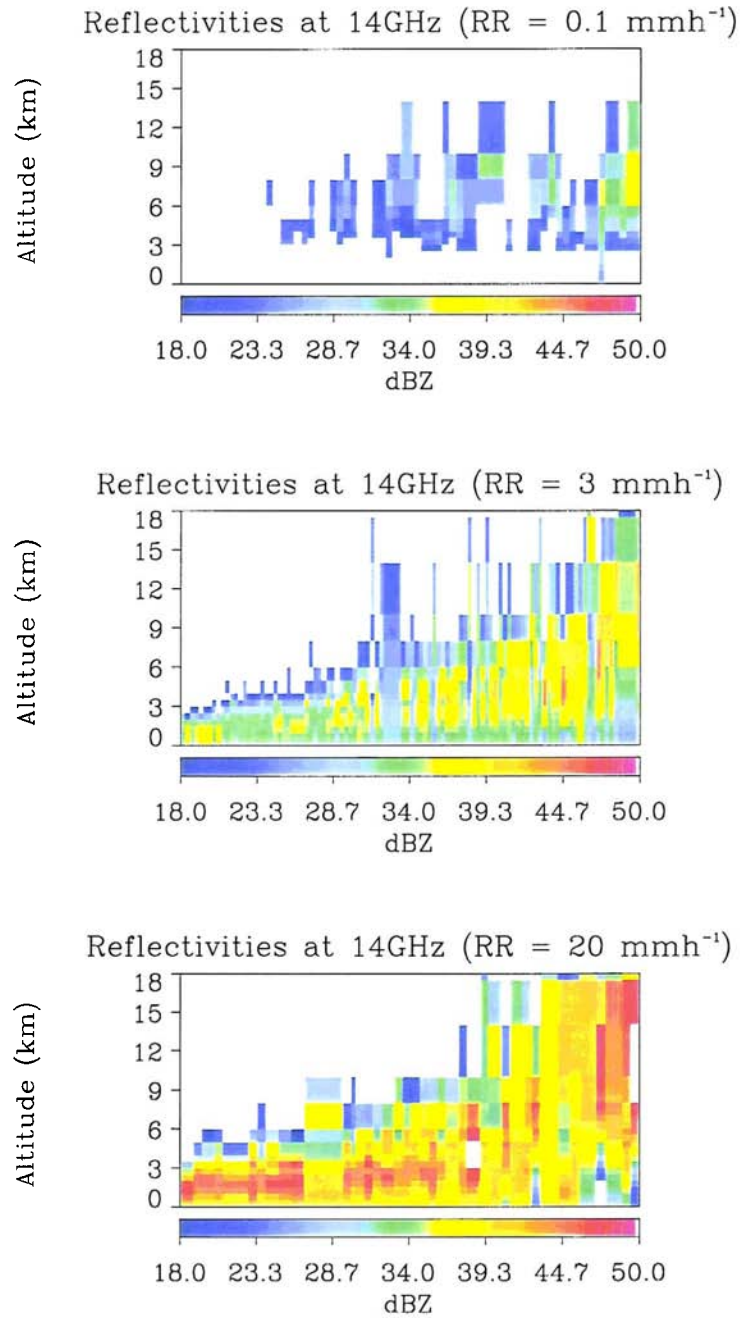 Reflectivities at 14GHz (RR = 0.1 mmh⁻¹)
Altitude (km)
18
15
12
9
6
3
0
18.0 23.3 28.7 34.0 39.3 44.7 50.0
dBZ
Reflectivities at 14GHz (RR = 3 mmh⁻¹)
Altitude (km)
18
15
12
9
6
3
0
18.0 23.3 28.7 34.0 39.3 44.7 50.0
dBZ
Reflectivities at 14GHz (RR = 20 mmh⁻¹)
Altitude (km)
18
15
12
9
6
3
0
18.0 23.3 28.7 34.0 39.3 44.7 50.0
dBZ